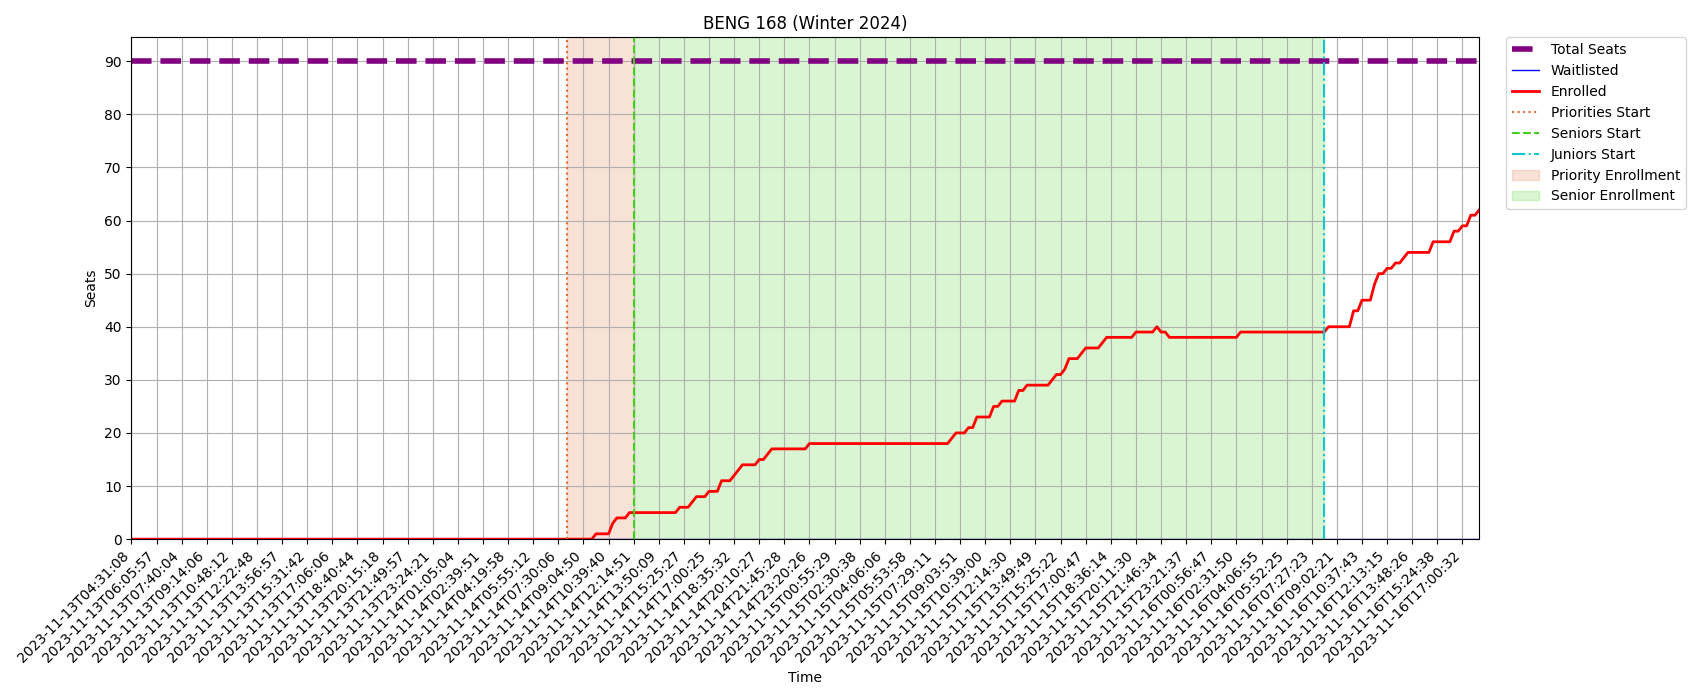 BENG 168 (Winter 2024)
Total Seats
Waitlisted
Enrolled
Priorities Start
Seniors Start
Juniors Start
Priority Enrollment
Senior Enrollment
Seats
90
80
70
60
50
40
30
20
10
0
2023-11-13T04:31:08
2023-11-13T06:05:57
2023-11-13T07:40:04
2023-11-13T09:14:06
2023-11-13T10:48:12
2023-11-13T12:22:48
2023-11-13T13:56:57
2023-11-13T15:31:42
2023-11-13T17:06:06
2023-11-13T18:40:44
2023-11-13T20:15:18
2023-11-13T21:49:57
2023-11-13T23:24:21
2023-11-14T01:05:04
2023-11-14T02:39:51
2023-11-14T04:19:58
2023-11-14T05:55:12
2023-11-14T07:30:06
2023-11-14T09:04:50
2023-11-14T10:39:40
2023-11-14T12:14:51
2023-11-14T13:50:09
2023-11-14T15:25:27
2023-11-14T17:00:25
2023-11-14T18:35:32
2023-11-14T20:10:27
2023-11-14T21:45:28
2023-11-14T23:20:26
2023-11-15T00:55:29
2023-11-15T02:30:38
2023-11-15T04:06:06
2023-11-15T05:53:58
2023-11-15T07:29:11
2023-11-15T09:03:51
2023-11-15T10:39:00
2023-11-15T12:14:30
2023-11-15T13:49:49
2023-11-15T15:25:22
2023-11-15T17:00:47
2023-11-15T18:36:14
2023-11-15T20:11:30
2023-11-15T21:46:34
2023-11-15T23:21:37
2023-11-16T00:56:47
2023-11-16T02:31:50
2023-11-16T04:06:55
2023-11-16T05:52:25
2023-11-16T07:27:23
2023-11-16T09:02:21
2023-11-16T10:37:43
2023-11-16T12:13:15
2023-11-16T13:48:26
2023-11-16T15:24:38
2023-11-16T17:00:32
Time